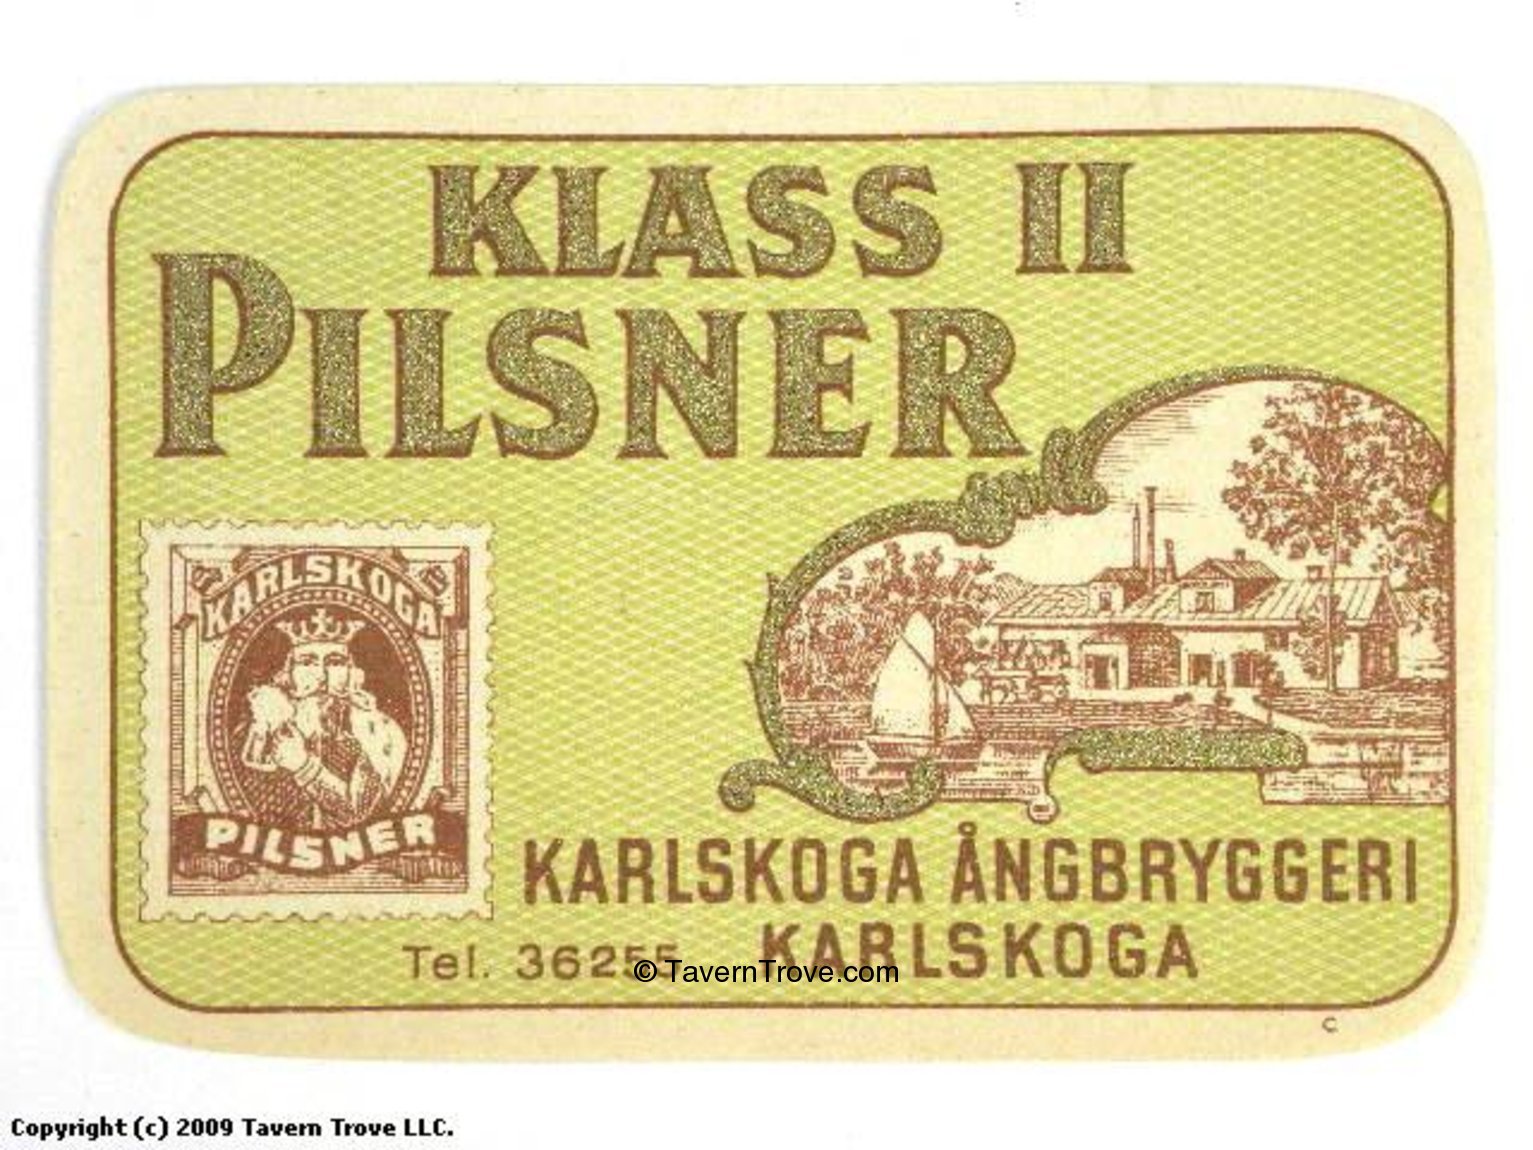 KLASS II
PILSNER
KARLSKOGA
PILSNER
KARLSKOGA ÅNGBRYGGERI
Tel. 36255 KARLSKOGA
© TavernTrove.com
C
Copyright (c) 2009 Tavern Trove LLC.